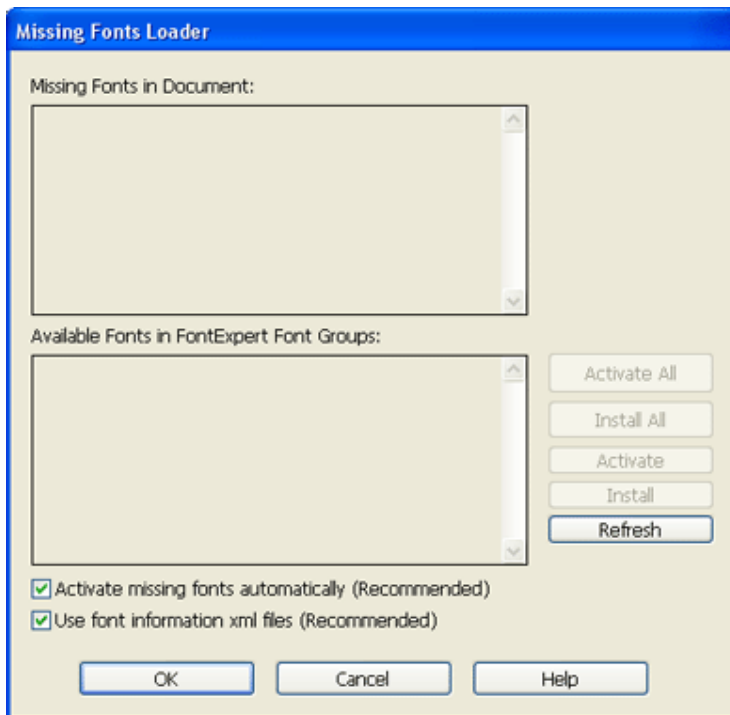 Missing Fonts Loader
Missing Fonts in Document:
Available Fonts in FontExpert Font Groups:
Activate All
Install All
Activate
Install
Refresh
Activate missing fonts automatically (Recommended)
Use font information xml files (Recommended)
OK Cancel Help